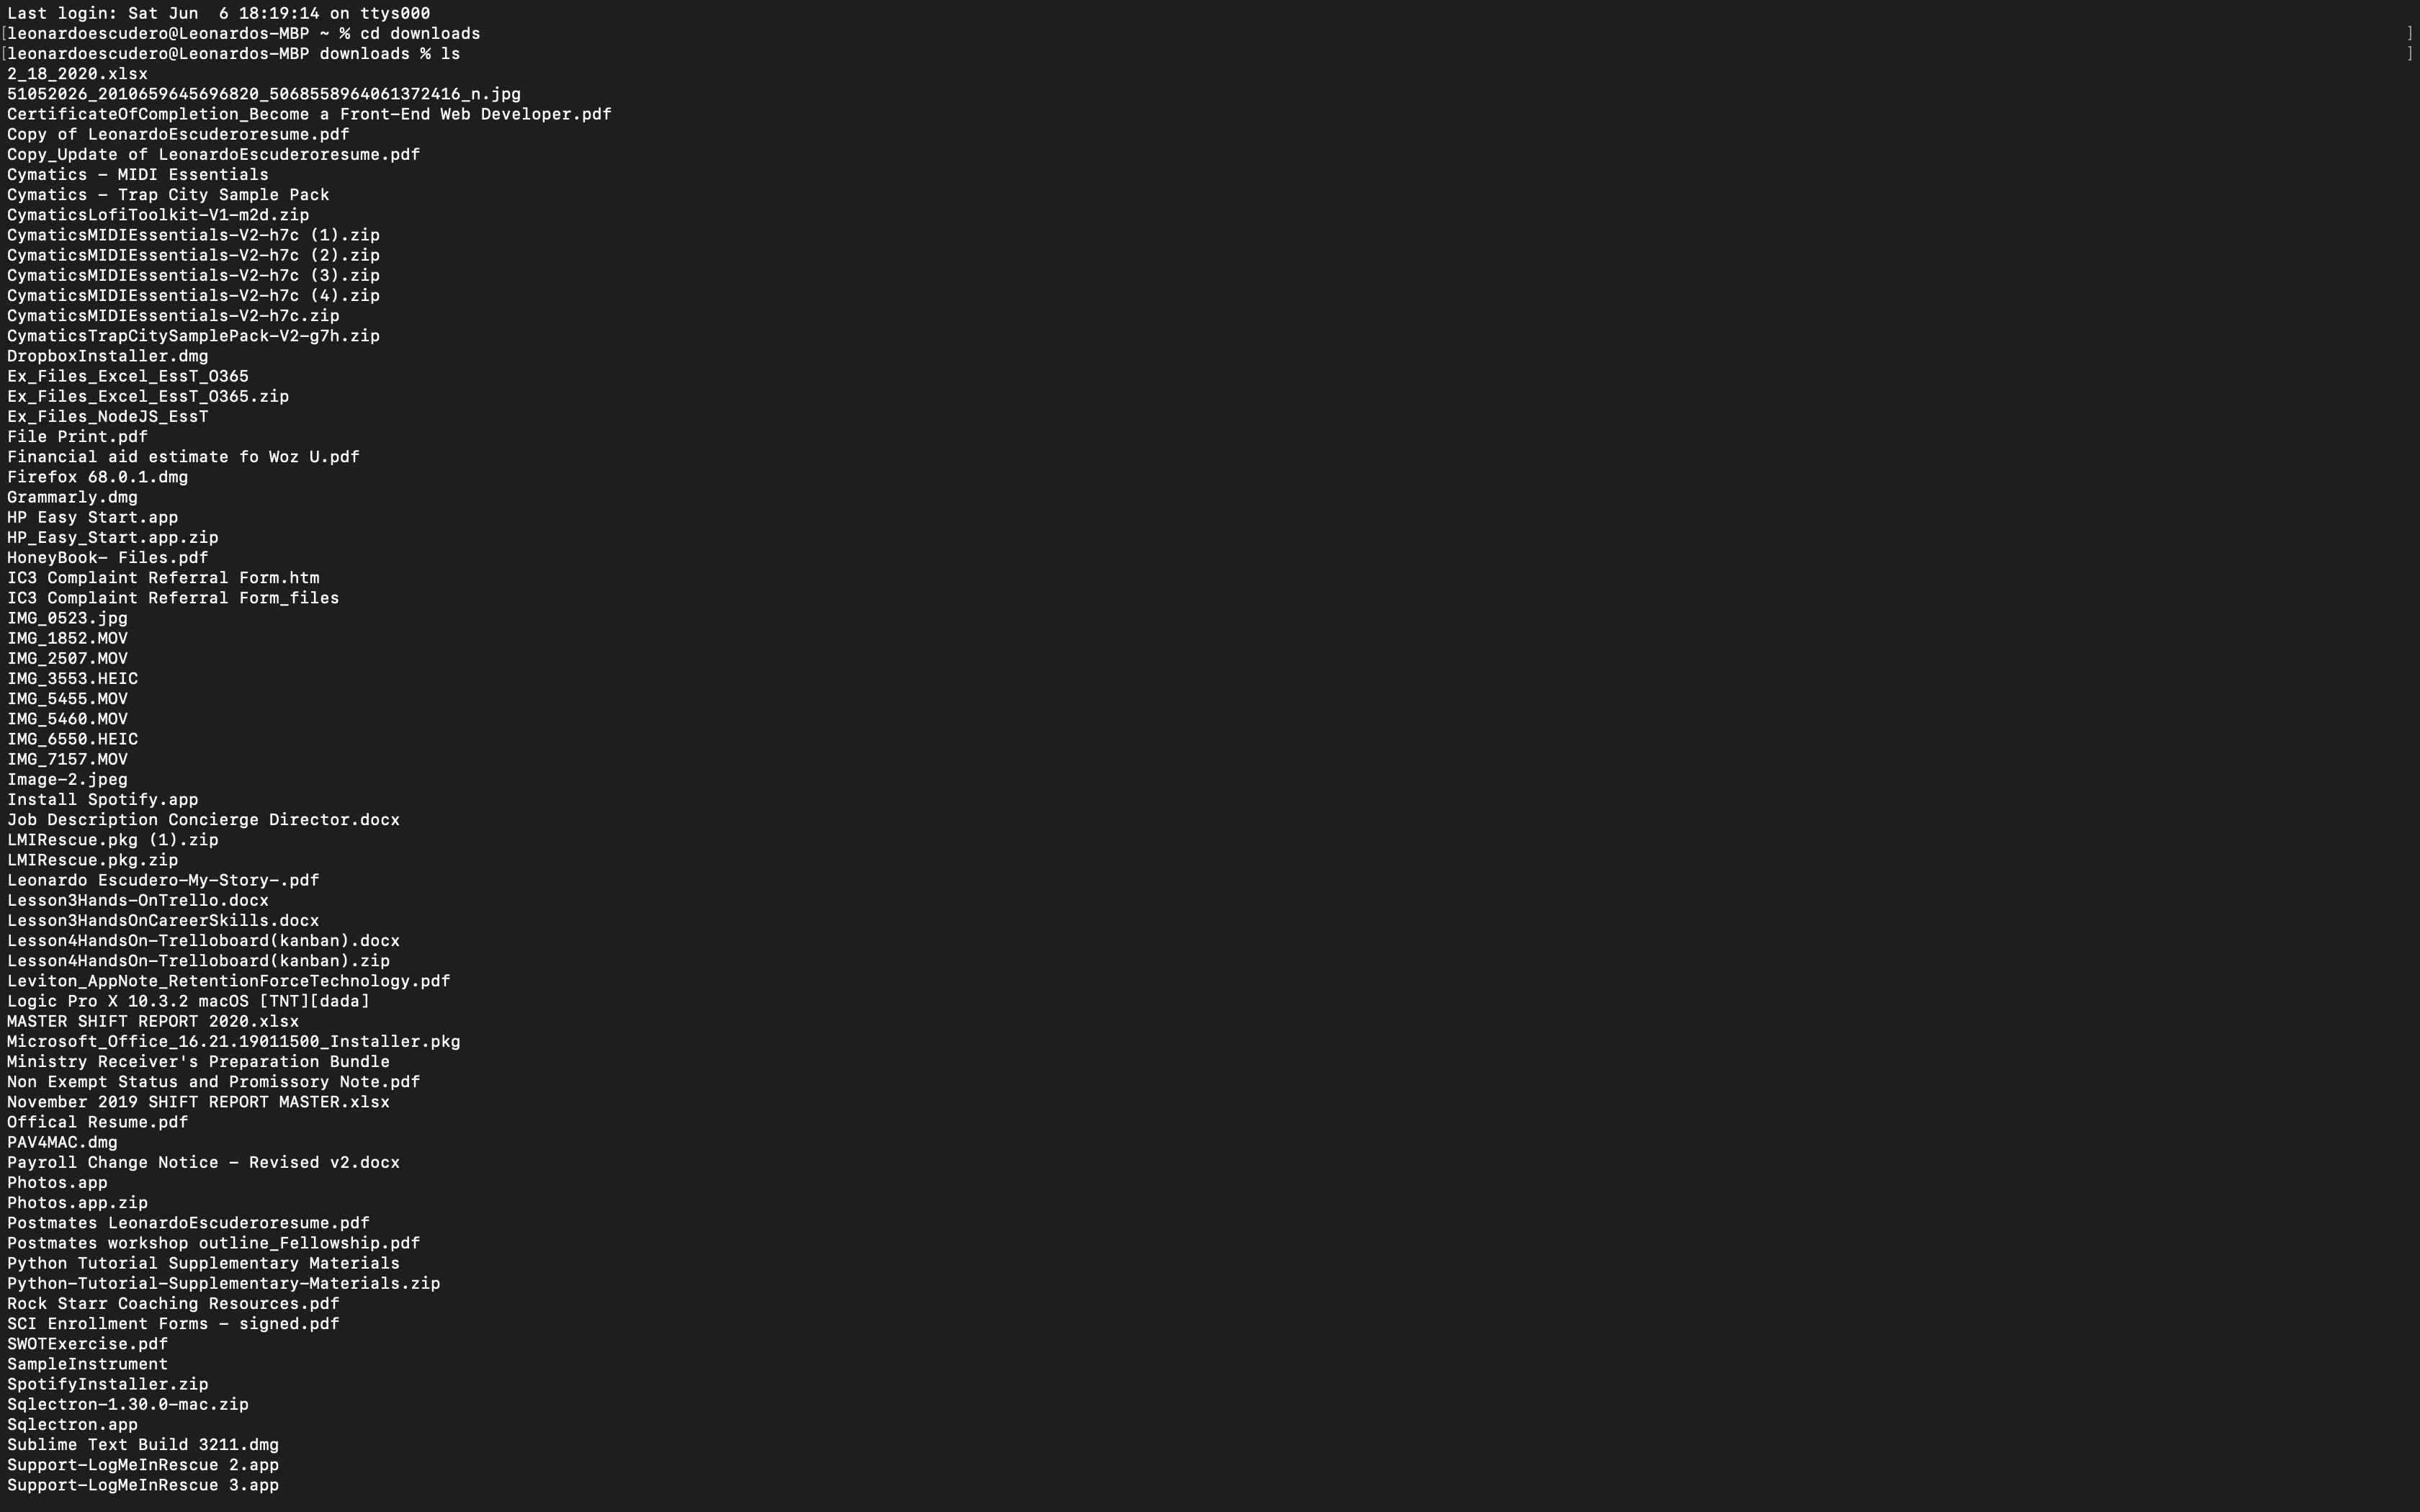 Last login: Sat Jun  6 18:19:14 on ttys000
[leonardoescudero@Leonardos-MBP ~ % cd downloads ]
[leonardoescudero@Leonardos-MBP downloads % ls ]
2_18_2020.xlsx
51052026_2010659645696820_5068558964061372416_n.jpg
CertificateOfCompletion_Become a Front-End Web Developer.pdf
Copy of LeonardoEscuderoresume.pdf
Copy_Update of LeonardoEscuderoresume.pdf
Cymatics - MIDI Essentials
Cymatics - Trap City Sample Pack
CymaticsLofiToolkit-V1-m2d.zip
CymaticsMIDIEssentials-V2-h7c (1).zip
CymaticsMIDIEssentials-V2-h7c (2).zip
CymaticsMIDIEssentials-V2-h7c (3).zip
CymaticsMIDIEssentials-V2-h7c (4).zip
CymaticsMIDIEssentials-V2-h7c.zip
CymaticsTrapCitySamplePack-V2-g7h.zip
DropboxInstaller.dmg
Ex_Files_Excel_EssT_O365
Ex_Files_Excel_EssT_O365.zip
Ex_Files_NodeJS_EssT
File Print.pdf
Financial aid estimate fo Woz U.pdf
Firefox 68.0.1.dmg
Grammarly.dmg
HP Easy Start.app
HP_Easy_Start.app.zip
HoneyBook- Files.pdf
IC3 Complaint Referral Form.htm
IC3 Complaint Referral Form_files
IMG_0523.jpg
IMG_1852.MOV
IMG_2507.MOV
IMG_3553.HEIC
IMG_5455.MOV
IMG_5460.MOV
IMG_6550.HEIC
IMG_7157.MOV
Image-2.jpeg
Install Spotify.app
Job Description Concierge Director.docx
LMIRescue.pkg (1).zip
LMIRescue.pkg.zip
Leonardo Escudero-My-Story-.pdf
Lesson3Hands-OnTrello.docx
Lesson3HandsOnCareerSkills.docx
Lesson4HandsOn-Trelloboard(kanban).docx
Lesson4HandsOn-Trelloboard(kanban).zip
Leviton_AppNote_RetentionForceTechnology.pdf
Logic Pro X 10.3.2 macOS [TNT][dada]
MASTER SHIFT REPORT 2020.xlsx
Microsoft_Office_16.21.19011500_Installer.pkg
Ministry Receiver's Preparation Bundle
Non Exempt Status and Promissory Note.pdf
November 2019 SHIFT REPORT MASTER.xlsx
Offical Resume.pdf
PAV4MAC.dmg
Payroll Change Notice - Revised v2.docx
Photos.app
Photos.app.zip
Postmates LeonardoEscuderoresume.pdf
Postmates workshop outline_Fellowship.pdf
Python Tutorial Supplementary Materials
Python-Tutorial-Supplementary-Materials.zip
Rock Starr Coaching Resources.pdf
SCI Enrollment Forms - signed.pdf
SWOTExercise.pdf
SampleInstrument
SpotifyInstaller.zip
Sqlectron-1.30.0-mac.zip
Sqlectron.app
Sublime Text Build 3211.dmg
Support-LogMeInRescue 2.app
Support-LogMeInRescue 3.app